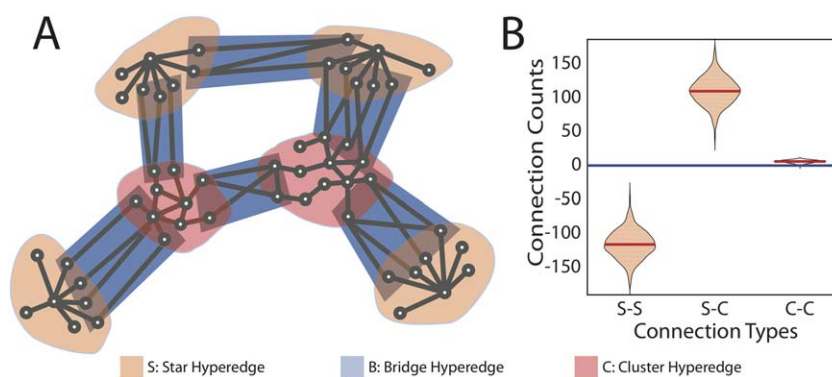 A
B
Connection Counts
150
100
50
0
-50
-100
-150
S-S S-C C-C
Connection Types
S: Star Hyperedge B: Bridge Hyperedge C: Cluster Hyperedge